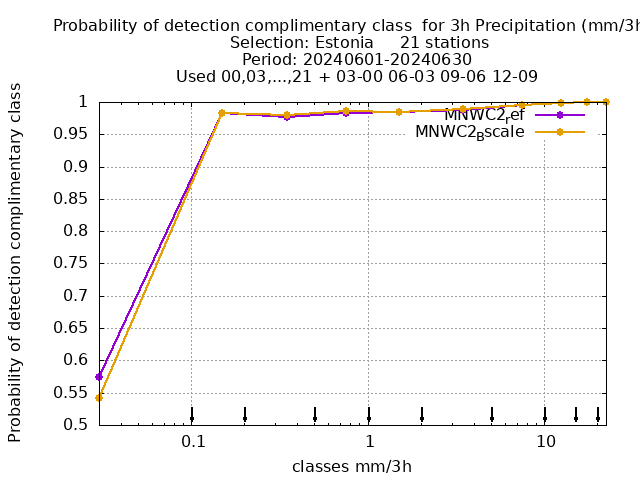 Probability of detection complimentary class for 3h Precipitation (mm/3h
Selection: Estonia 21 stations
Period: 20240601-20240630
Used 00,03,...,21 + 03-00 06-03 09-06 12-09
Probability of detection complimentary class
1
0.95
0.9
0.85
0.8
0.75
0.7
0.65
0.6
0.55
0.5
MNWC2ref
MNWC2Bscale
0.1 1 10
classes mm/3h